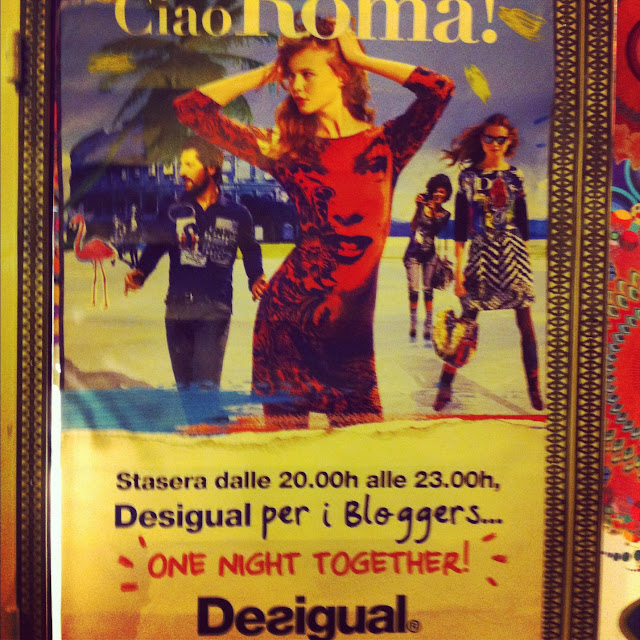 Ciao Roma!
Stasera dalle 20.00h alle 23.00h,
Desigual per i Bloggers...
ONE NIGHT TOGETHER!
Desigual®